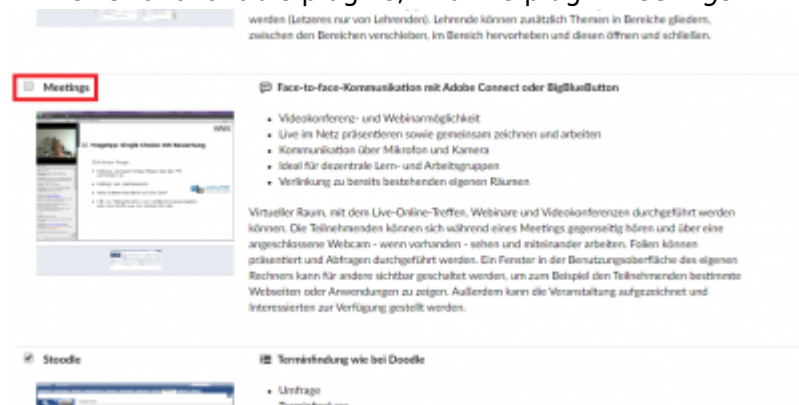 werden (Letzeres nur von Lehrenden). Lehrende können zusätzlich Themen in Bereiche gliedern,
zwischen den Bereichen verschieben, im Bereich hervorheben und diesen öffnen und schließen.
Meetings
Face-to-face-Kommunikation mit Adobe Connect oder BigBlueButton
Videokonferenz- und Webinarmöglichkeit
Live im Netz präsentieren sowie gemeinsam zeichnen und arbeiten
Kommunikation über Mikrofon und Kamera
Ideal für dezentrale Lern- und Arbeitsgruppen
Verlinkung zu bereits bestehenden eigenen Räumen
Virtueller Raum, mit dem Live-Online-Treffen, Webinare und Videokonferenzen durchgeführt werden
können. Die Teilnehmenden können sich während eines Meetings gegenseitig hören und über eine
angeschlossene Webcam - wenn vorhanden - sehen und miteinander arbeiten. Folien können
präsentiert und Abfragen durchgeführt werden. Ein Fenster in der Benutzungsoberfläche des eigenen
Rechners kann für andere sichtbar geschaltet werden, um zum Beispiel den Teilnehmenden bestimmte
Webseiten oder Anwendungen zu zeigen. Außerdem kann die Veranstaltung aufgezeichnet und
Interessierten zur Verfügung gestellt werden.
Stoodle
Terminfindung wie bei Doodle
Umfrage